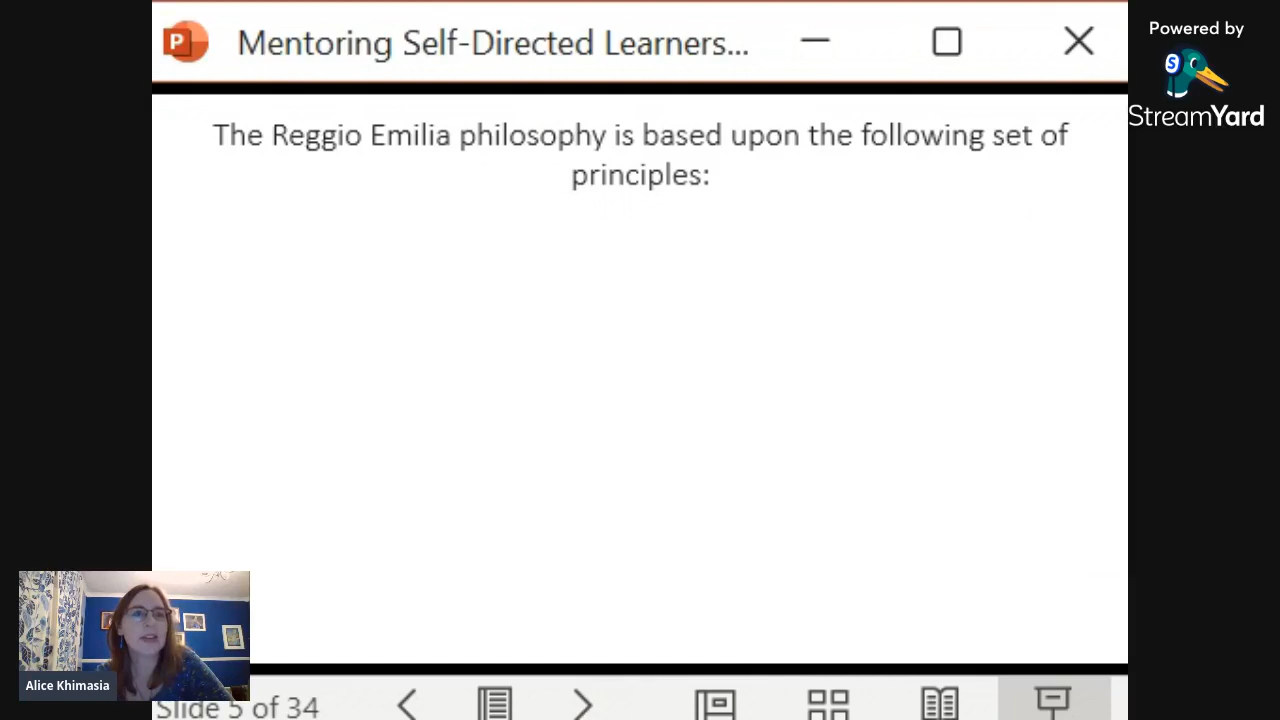 P
Mentoring Self-Directed Learners...
Powered by
S
StreamYard
The Reggio Emilia philosophy is based upon the following set of
principles:
Alice Khimasia
Slide 5 of 34